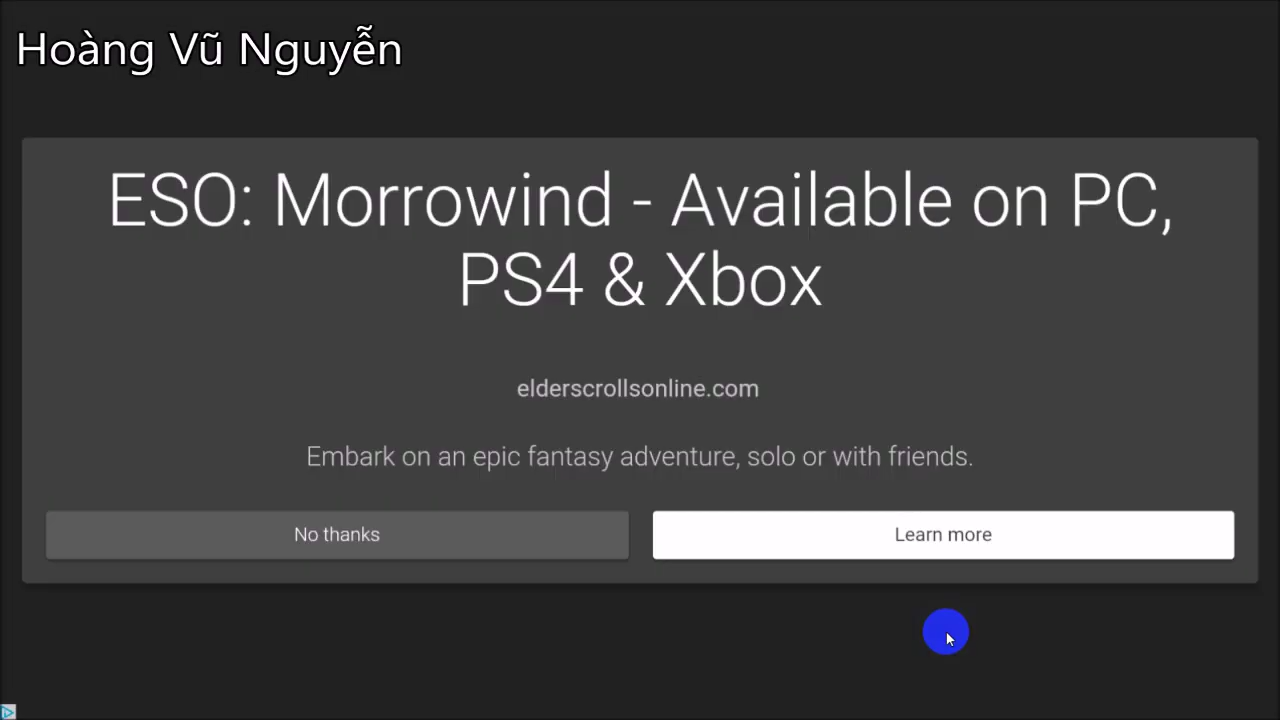 Hoàng Vũ Nguyễn
ESO: Morrowind - Available on PC,
PS4 & Xbox
elderscrollsonline.com
Embark on an epic fantasy adventure, solo or with friends.
No thanks
Learn more